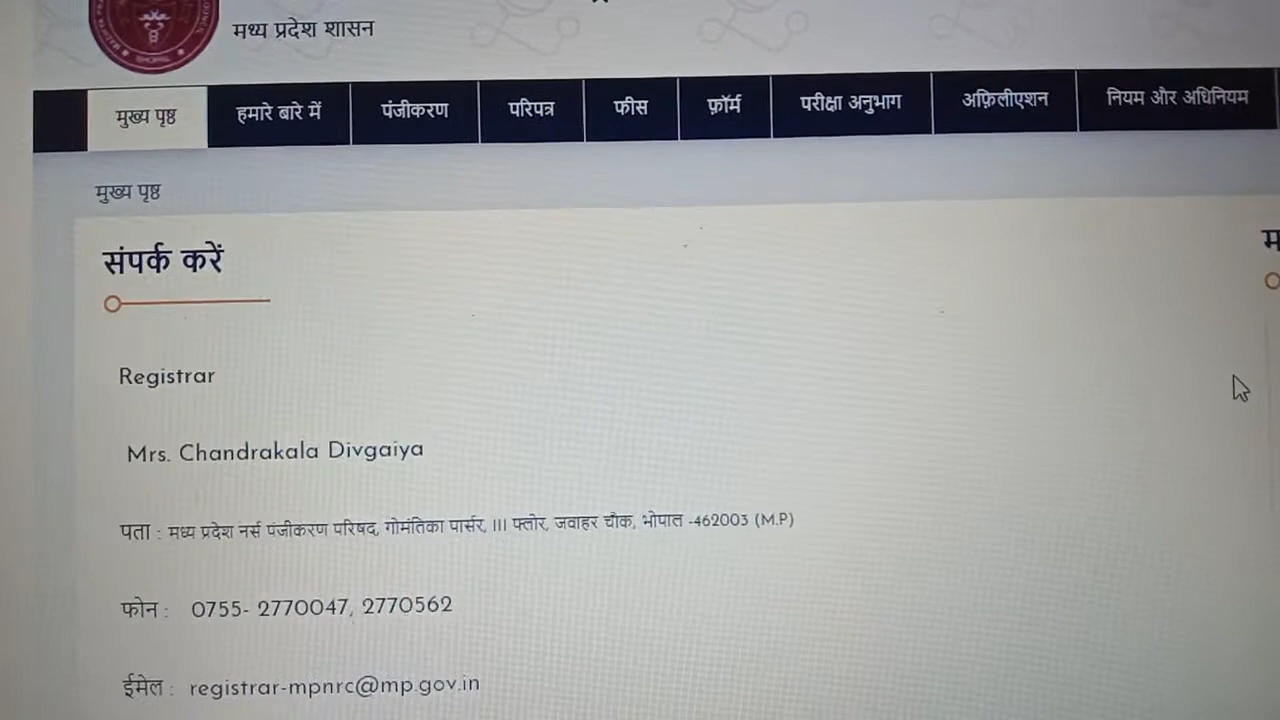 मध्य प्रदेश शासन
मुख्य पृष्ठ हमारे बारे में पंजीकरण परिपत्र फीस फ़ॉर्म परीक्षा अनुभाग अफ़िलीएशन नियम और अधिनियम
मुख्य पृष्ठ
संपर्क करें
Registrar
Mrs. Chandrakala Divgaiya
पता : मध्य प्रदेश नर्स पंजीकरण परिषद, गोमंतिका पार्सर, III फ्लोर, जवाहर चौक, भोपाल -462003 (M.P)
फोन : 0755- 2770047, 2770562
ईमेल : registrar-mpnrc@mp.gov.in